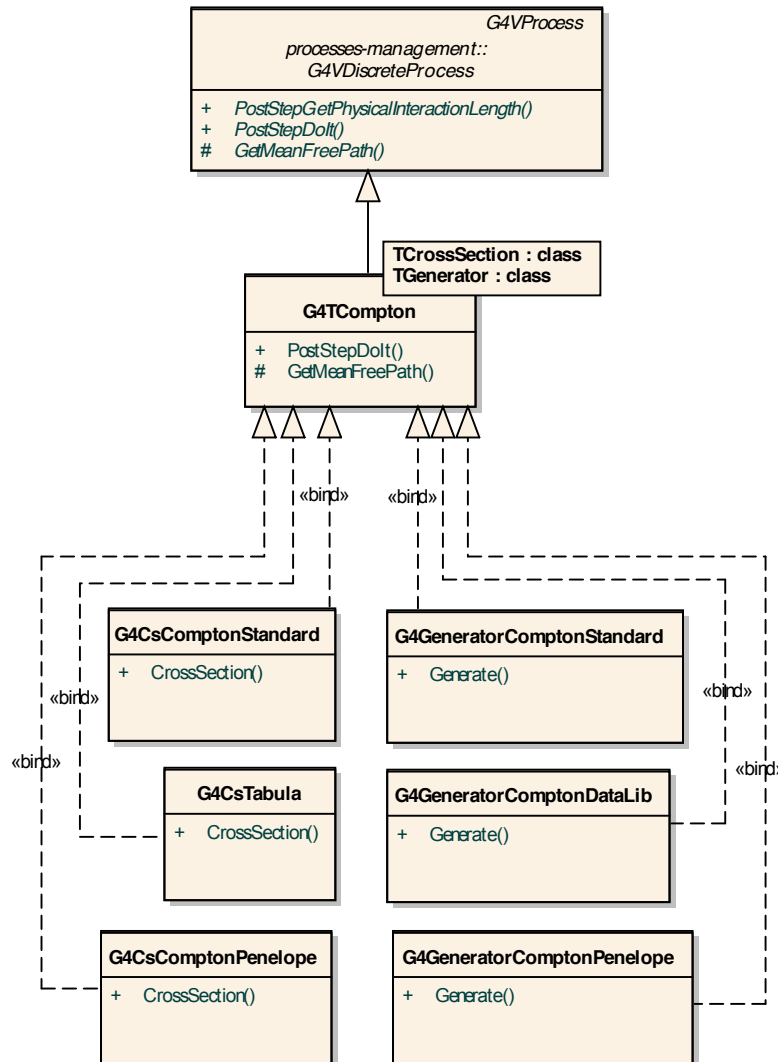 G4VProcess
processes-management::
G4VDiscreteProcess
+ PostStepGetPhysicalInteractionLength()
+ PostStepDoIt()
# GetMeanFreePath()
TCrossSection : class
TGenerator : class
G4TCompton
+ PostStepDoIt()
# GetMeanFreePath()
«bind»
«bind»
G4CsComptonStandard
+ CrossSection()
G4GeneratorComptonStandard
+ Generate()
«bind»
«bind»
«bind»
«bind»
G4CsTabula
+ CrossSection()
G4GeneratorComptonDataLib
+ Generate()
G4CsComptonPenelope
+ CrossSection()
G4GeneratorComptonPenelope
+ Generate()